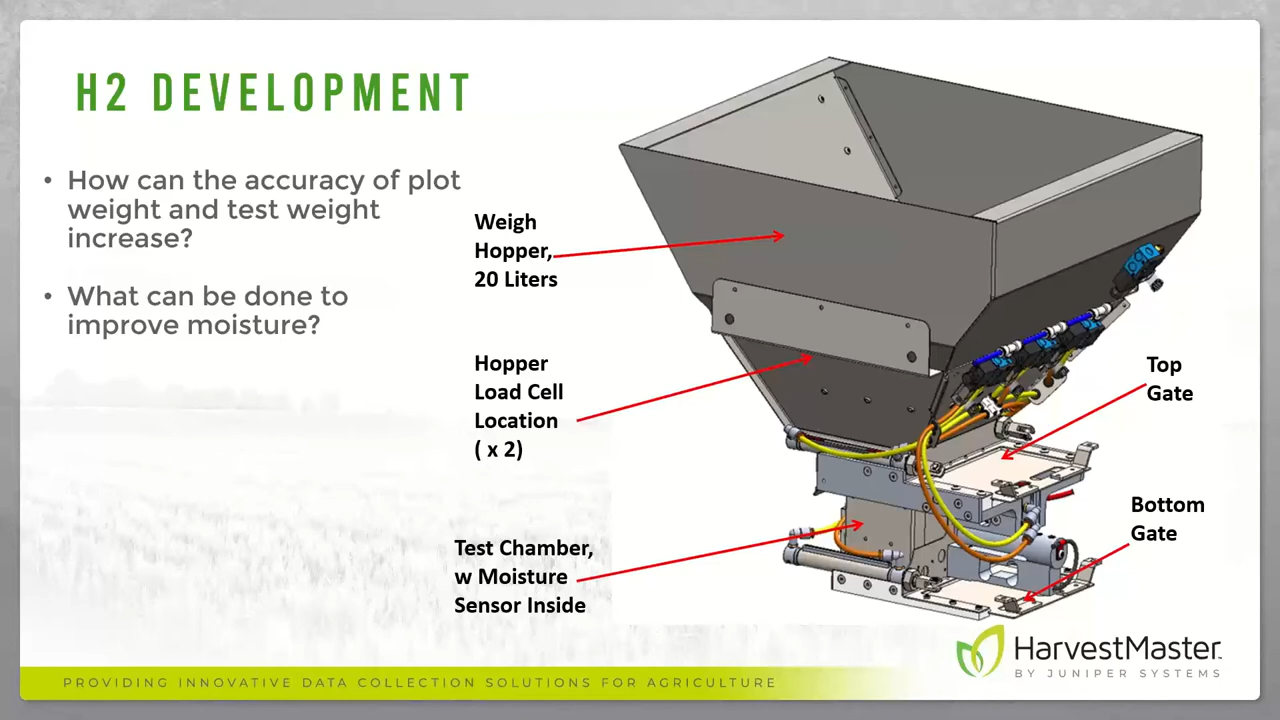 H2 DEVELOPMENT
• How can the accuracy of plot
weight and test weight
increase?
• What can be done to
improve moisture?
Weigh
Hopper,
20 Liters
Hopper
Load Cell
Location
( x 2)
Test Chamber,
w Moisture
Sensor Inside
Top
Gate
Bottom
Gate
HarvestMaster™
BY JUNIPER SYSTEMS
PROVIDING INNOVATIVE DATA COLLECTION SOLUTIONS FOR AGRICULTURE